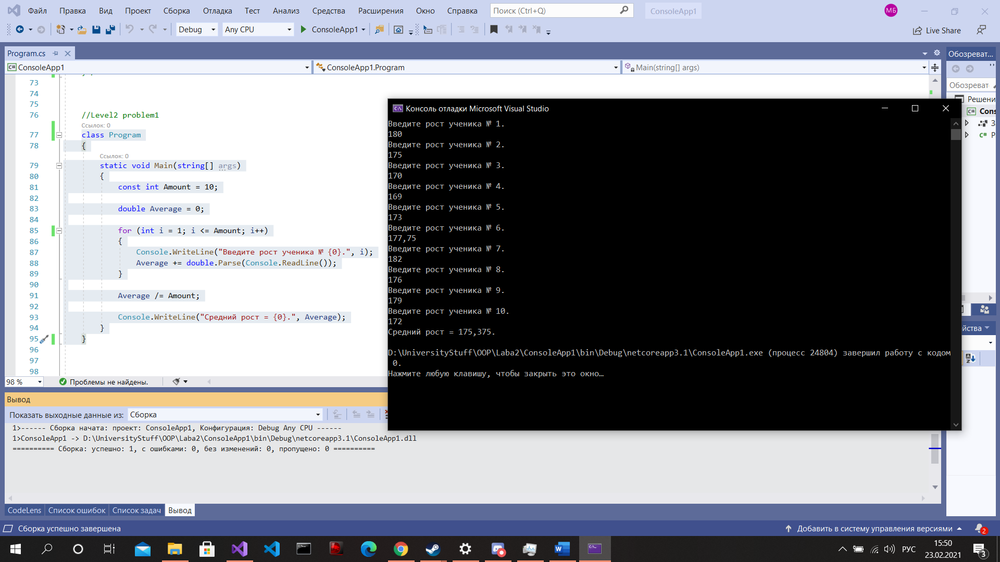 Файл Правка Вид Проект Сборка Отладка Тест Анализ Средства Расширения Окно Справка Поиск (Ctrl+Q) ConsoleApp1 МБ
Debug Any CPU ConsoleApp1 Live Share
Program.cs
ConsoleApp1 ConsoleApp1.Program Main(string[] args)
73
74
75
76 //Level2 problem1
Ссылок: 0
77 class Program
78 {
Ссылок: 0
79 static void Main(string[] args)
80 {
81 const int Amount = 10;
82
83 double Average = 0;
84
85 for (int i = 1; i <= Amount; i++)
86 {
87 Console.WriteLine("Введите рост ученика № {0}.", i);
88 Average += double.Parse(Console.ReadLine());
89 }
90
91 Average /= Amount;
92
93 Console.WriteLine("Средний рост = {0}.", Average);
94 }
95 }
96
97
98
98 % Проблемы не найдены.
Консоль отладки Microsoft Visual Studio
Введите рост ученика № 1.
180
Введите рост ученика № 2.
175
Введите рост ученика № 3.
170
Введите рост ученика № 4.
169
Введите рост ученика № 5.
173
Введите рост ученика № 6.
177,75
Введите рост ученика № 7.
182
Введите рост ученика № 8.
176
Введите рост ученика № 9.
179
Введите рост ученика № 10.
172
Средний рост = 175,375.
D:\UniversityStuff\OOP\Laba2\ConsoleApp1\bin\Debug\netcoreapp3.1\ConsoleApp1.exe (процесс 24804) завершил работу с кодом
0.
Нажмите любую клавишу, чтобы закрыть это окно…
Обозреват...
Обозреват
Решени
Cons
З
P
йства
Вывод
Показать выходные данные из: Сборка
1>------ Сборка начата: проект: ConsoleApp1, Конфигурация: Debug Any CPU ------
1>ConsoleApp1 -> D:\UniversityStuff\OOP\Laba2\ConsoleApp1\bin\Debug\netcoreapp3.1\ConsoleApp1.dll
========== Сборка: успешно: 1, с ошибками: 0, без изменений: 0, пропущено: 0 ==========
CodeLens Список ошибок Список задач Вывод
Сборка успешно завершена Добавить в систему управления версиями 2
РУС 15:50
23.02.2021 3